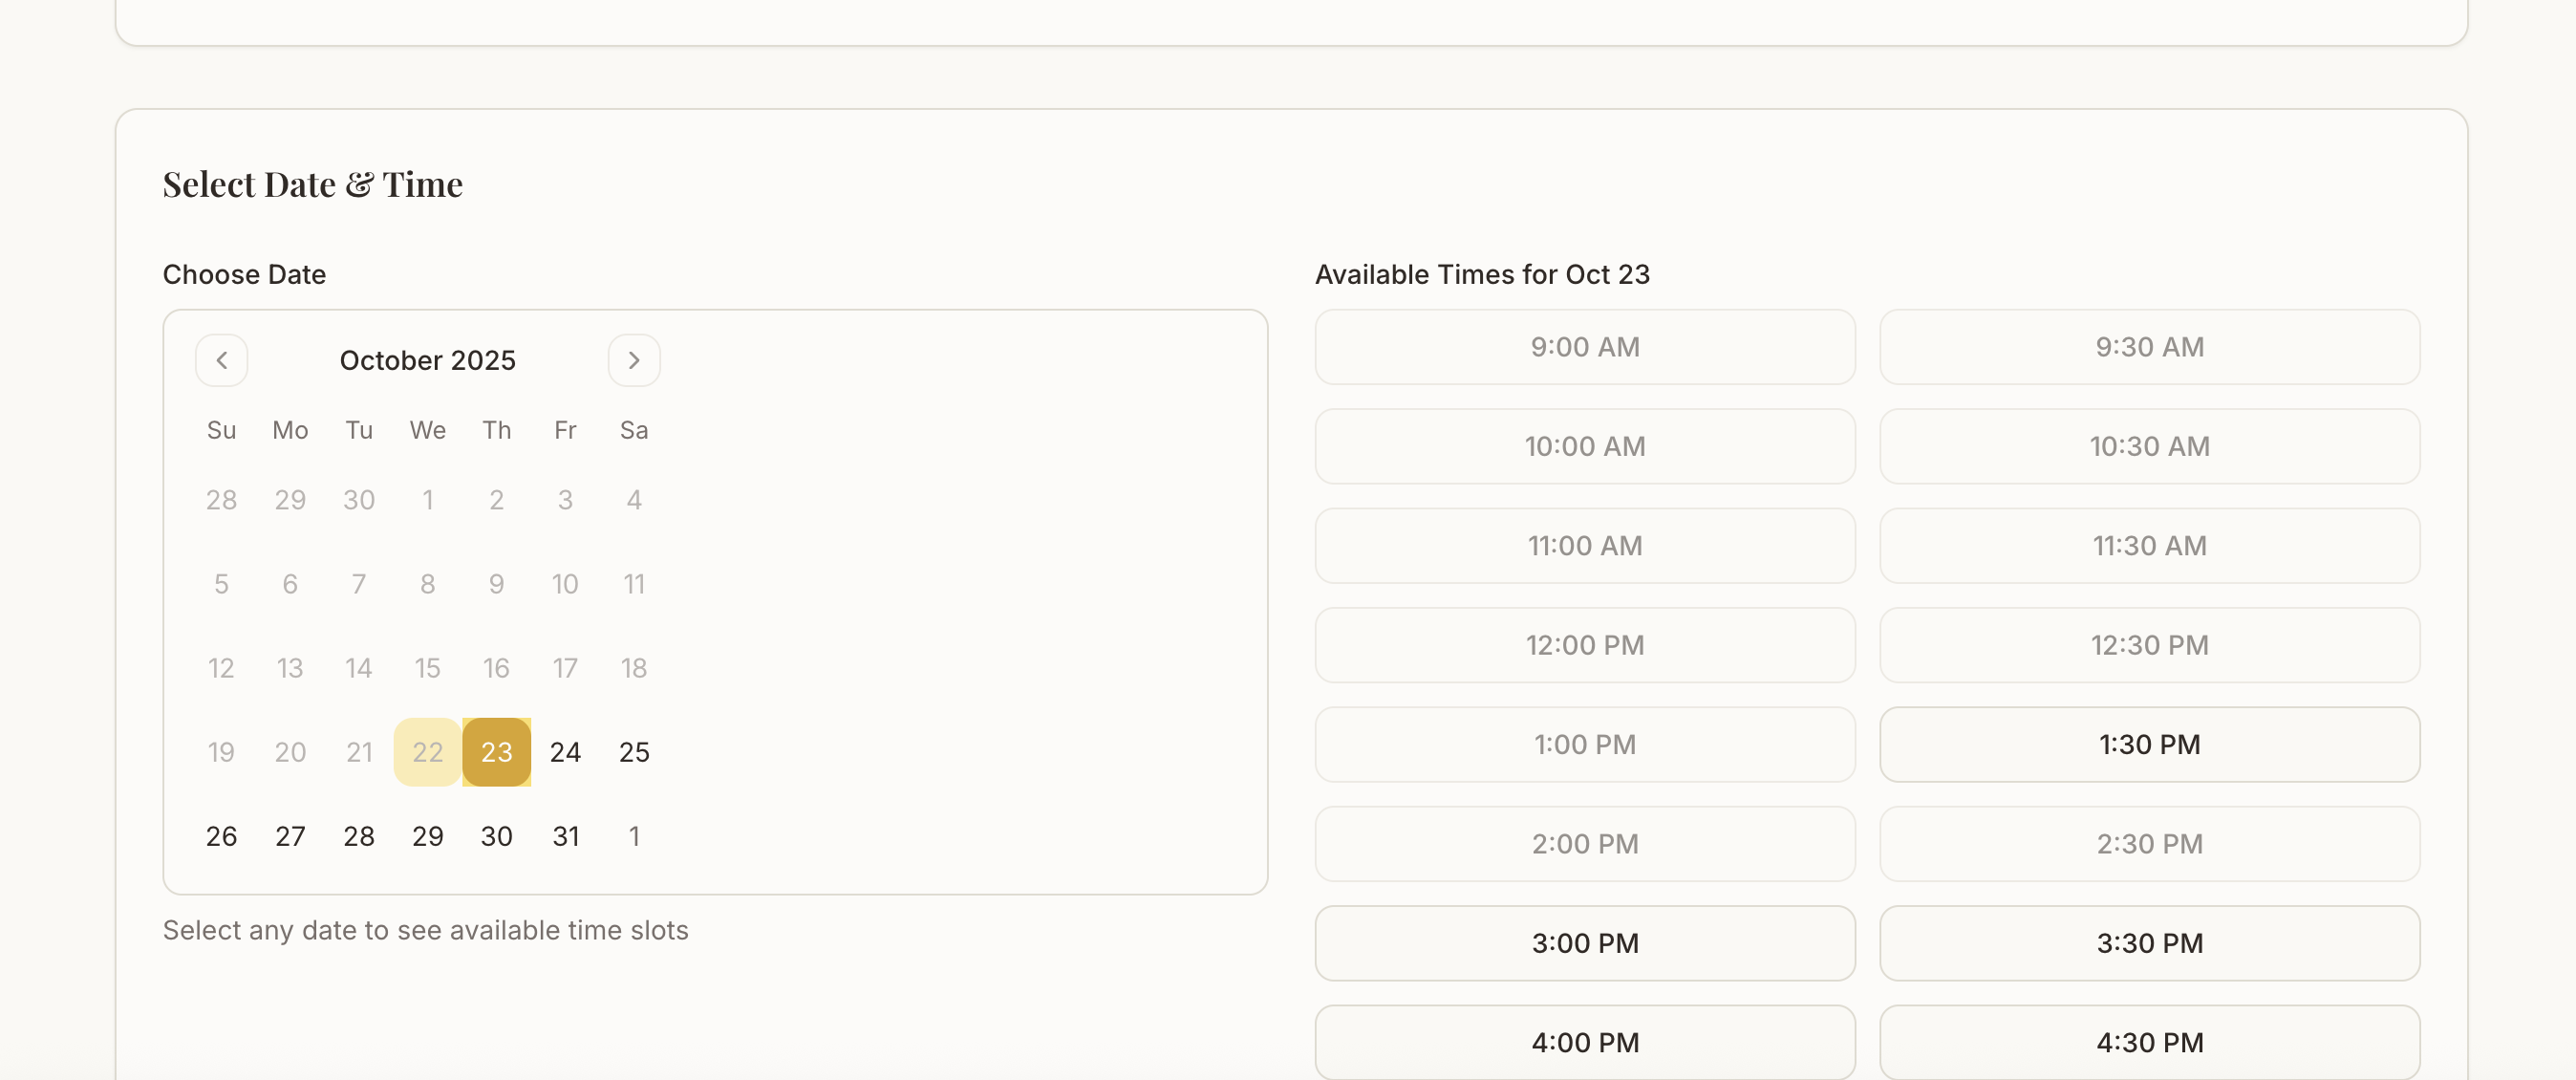 Select Date & Time
Choose Date
October 2025
Su Mo Tu We Th Fr Sa
28 29 30 1 2 3 4
5 6 7 8 9 10 11
12 13 14 15 16 17 18
19 20 21 22 23 24 25
26 27 28 29 30 31 1
Select any date to see available time slots
Available Times for Oct 23
9:00 AM 9:30 AM
10:00 AM 10:30 AM
11:00 AM 11:30 AM
12:00 PM 12:30 PM
1:00 PM 1:30 PM
2:00 PM 2:30 PM
3:00 PM 3:30 PM
4:00 PM 4:30 PM